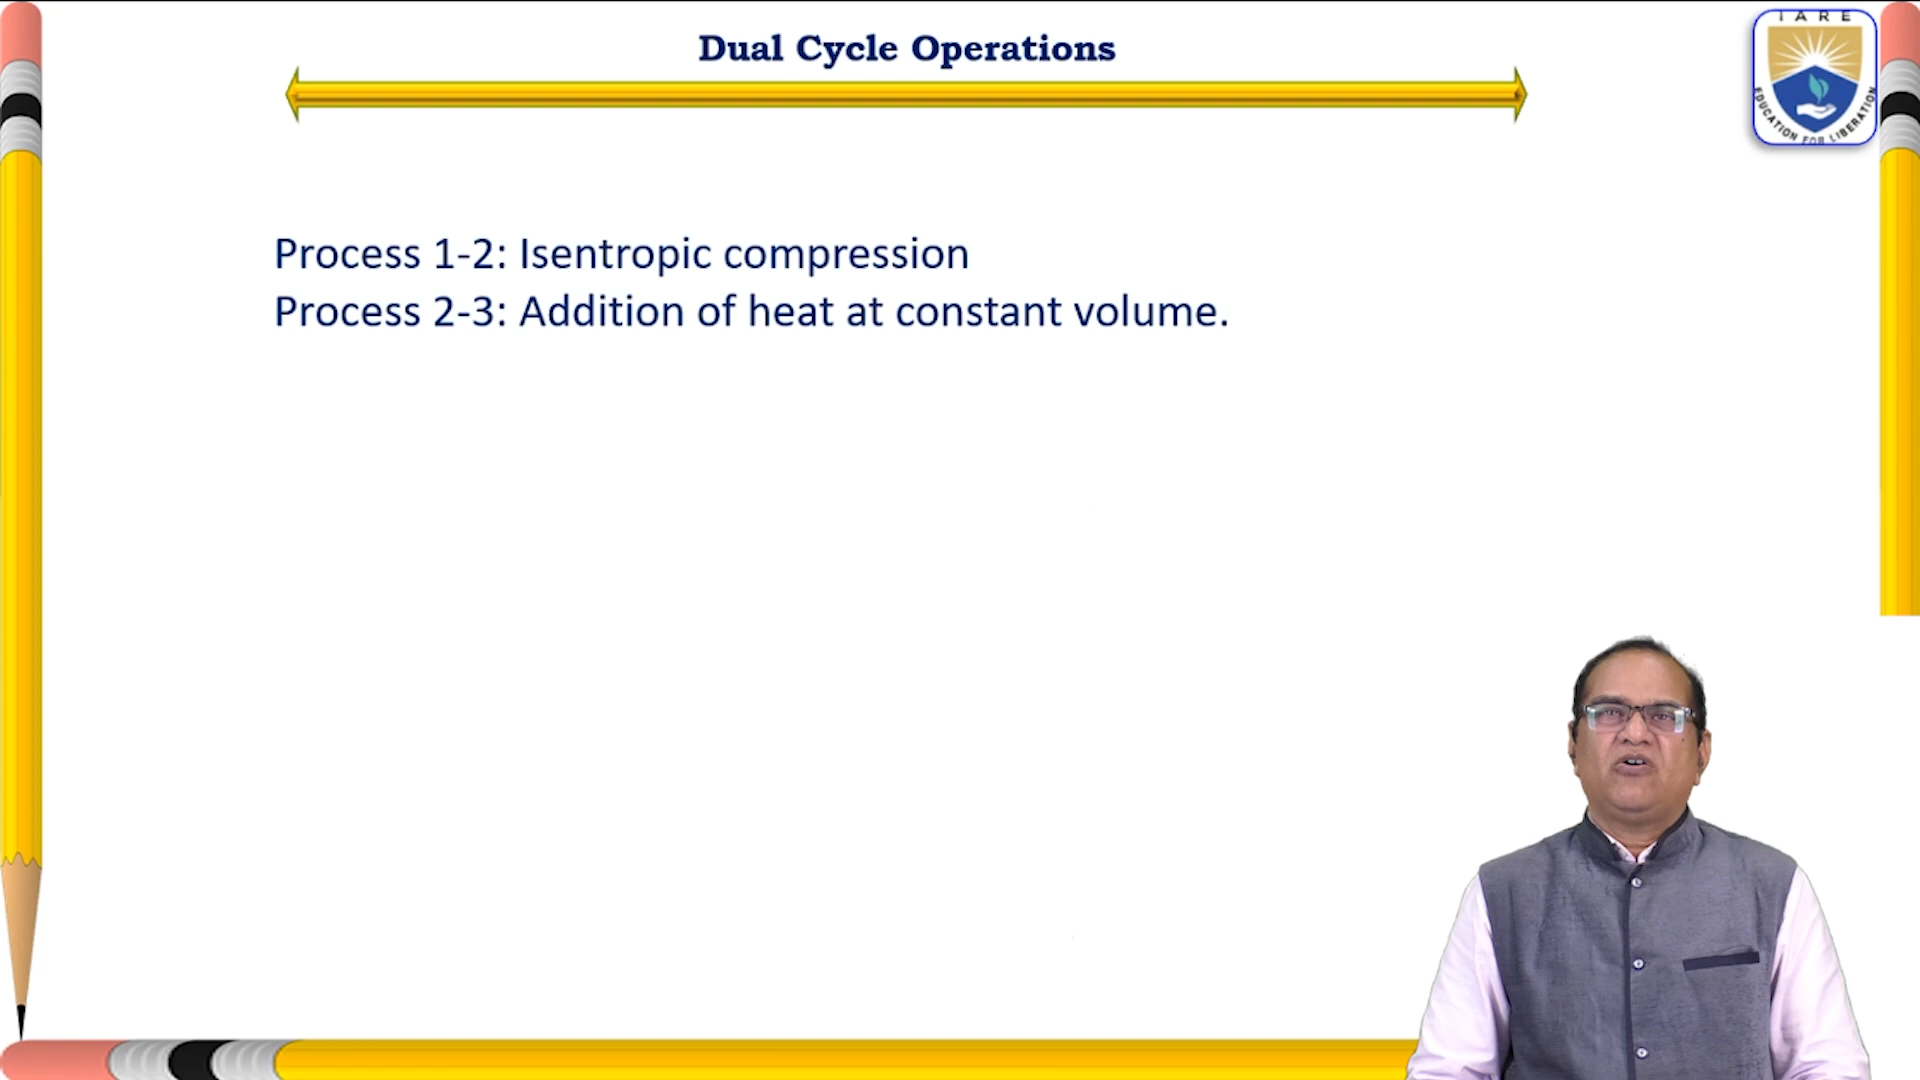 Dual Cycle Operations
IARE
EDUCATION FOR LIBERATION
Process 1-2: Isentropic compression
Process 2-3: Addition of heat at constant volume.